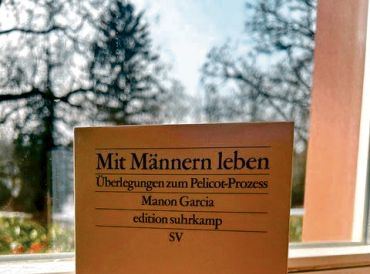 Mit Männern leben
Überlegungen zum Pelicot-Prozess
Manon Garcia
edition suhrkamp
SV